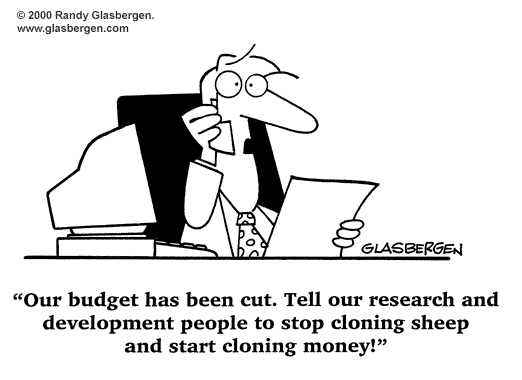 © 2000 Randy Glasbergen.
www.glasbergen.com
GLASBERGEN
“Our budget has been cut. Tell our research and
development people to stop cloning sheep
and start cloning money!”